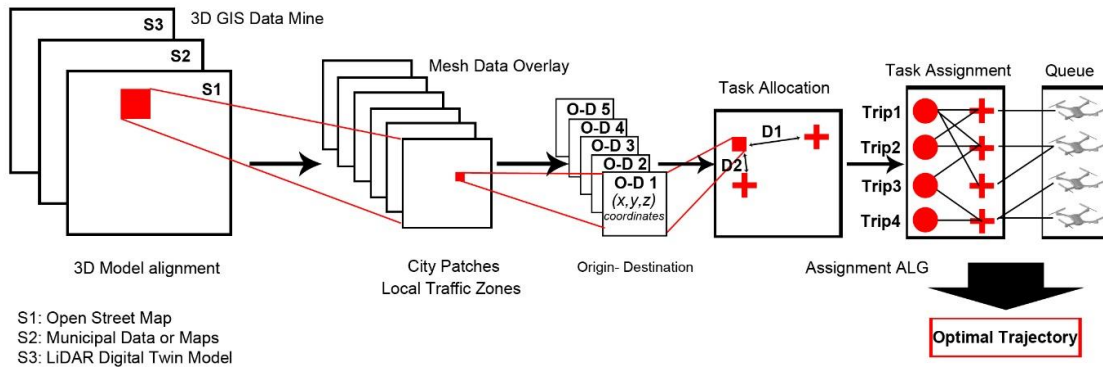 3D GIS Data Mine
S3
S2
S1
3D Model alignment
S1: Open Street Map
S2: Municipal Data or Maps
S3: LiDAR Digital Twin Model
Mesh Data Overlay
City Patches
Local Traffic Zones
O-D 5
O-D 4
O-D 3
O-D 2
O-D 1
(x,y,z)
coordinates
Origin- Destination
Task Allocation
D1
D2
Task Assignment
Trip1
Trip2
Trip3
Trip4
Assignment ALG
Queue
Optimal Trajectory